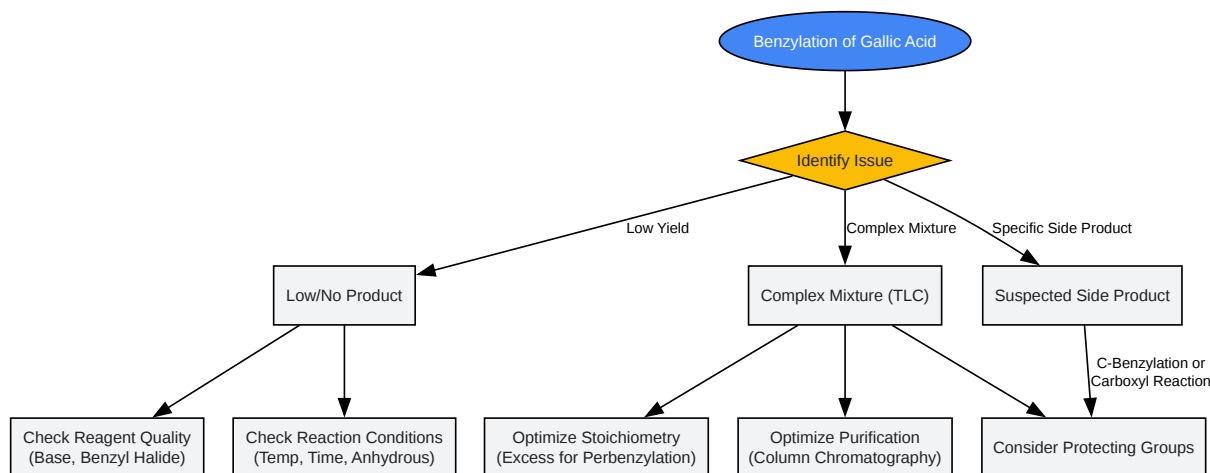 Benzylation of Gallic Acid
Identify Issue
Low Yield
Complex Mixture
Specific Side Product
Low/No Product
Complex Mixture (TLC)
Suspected Side Product
C-Benzylation or
Carboxyl Reaction
Check Reagent Quality
(Base, Benzyl Halide)
Check Reaction Conditions
(Temp, Time, Anhydrous)
Optimize Stoichiometry
(Excess for Perbenzylation)
Optimize Purification
(Column Chromatography)
Consider Protecting Groups